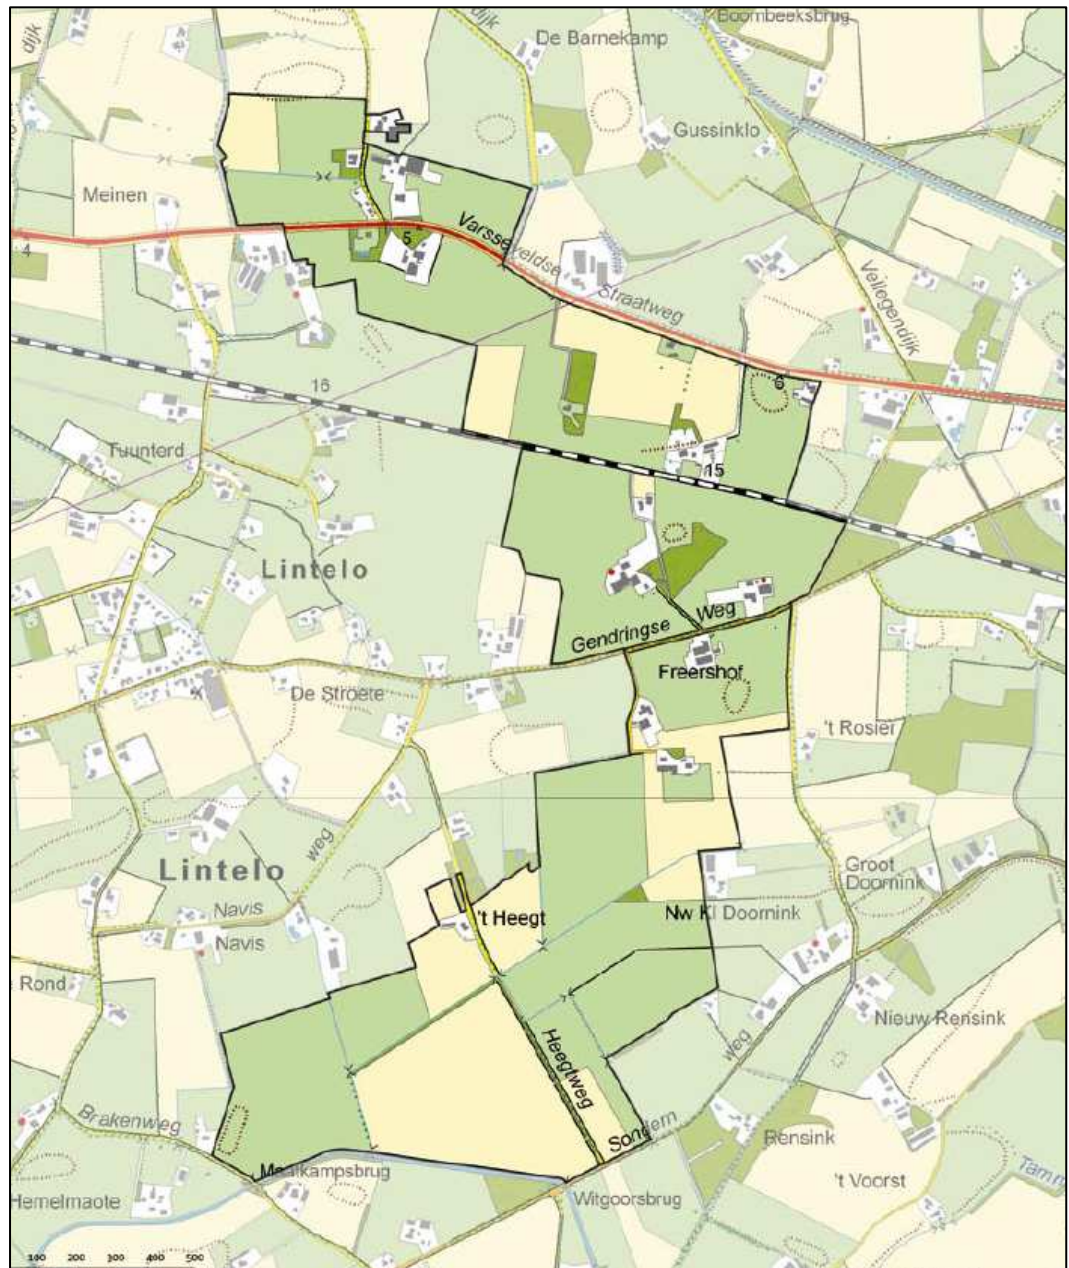 Boombeeksbrug
dijk
dijk
De Barnekamp
Gussinklo
Meinen
Varsseveldse
Straatweg
Vellegendijk
4
5
6
16
15
Tuunterd
Lintelo
Gendringse Weg
Freershof
De Stroete
't Rosier
Lintelo
weg
Groot
Doornink
Navis
't Heegt
Nw Kl Doornink
Navis
Rond
Nieuw Rensink
Heegtweg
weg
Sondern
Brakenweg
Rensink
Maalkampsbrug
't Voorst
Hemelmaote
Witgoorsbrug
100 200 300 400 500